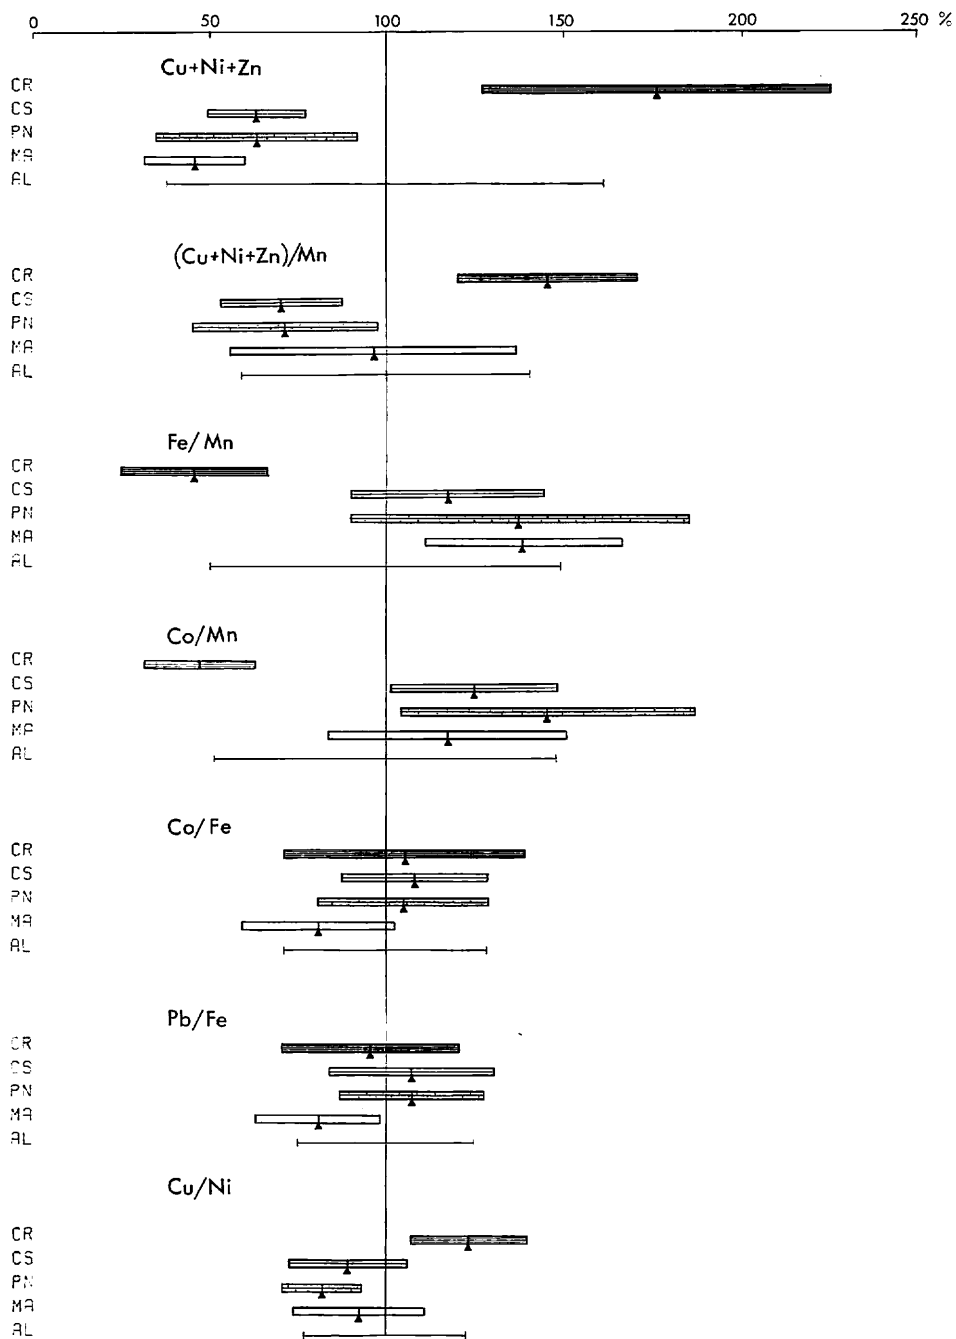 0 50 100 150 200 250 %
Cu+Ni+Zn
CR
CS
PN
MA
AL
(Cu+Ni+Zn)/Mn
CR
CS
PN
MA
AL
Fe/Mn
CR
CS
PN
MA
AL
Co/Mn
CR
CS
PN
MA
AL
Co/Fe
CR
CS
PN
MA
AL
Pb/Fe
CR
CS
PN
MA
AL
Cu/Ni
CR
CS
PN
MA
AL